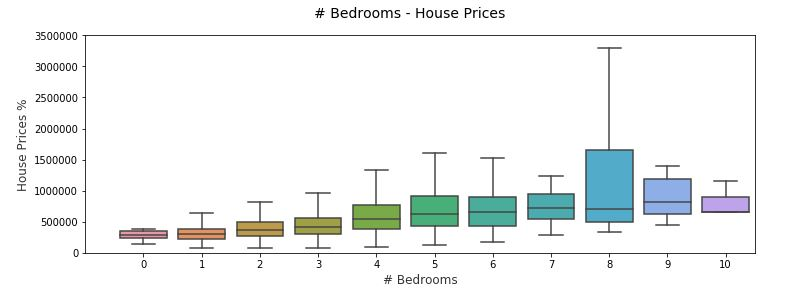 # Bedrooms - House Prices
3500000
3000000
2500000
2000000
1500000
1000000
500000
0
House Prices %
0 1 2 3 4 5 6 7 8 9 10
# Bedrooms